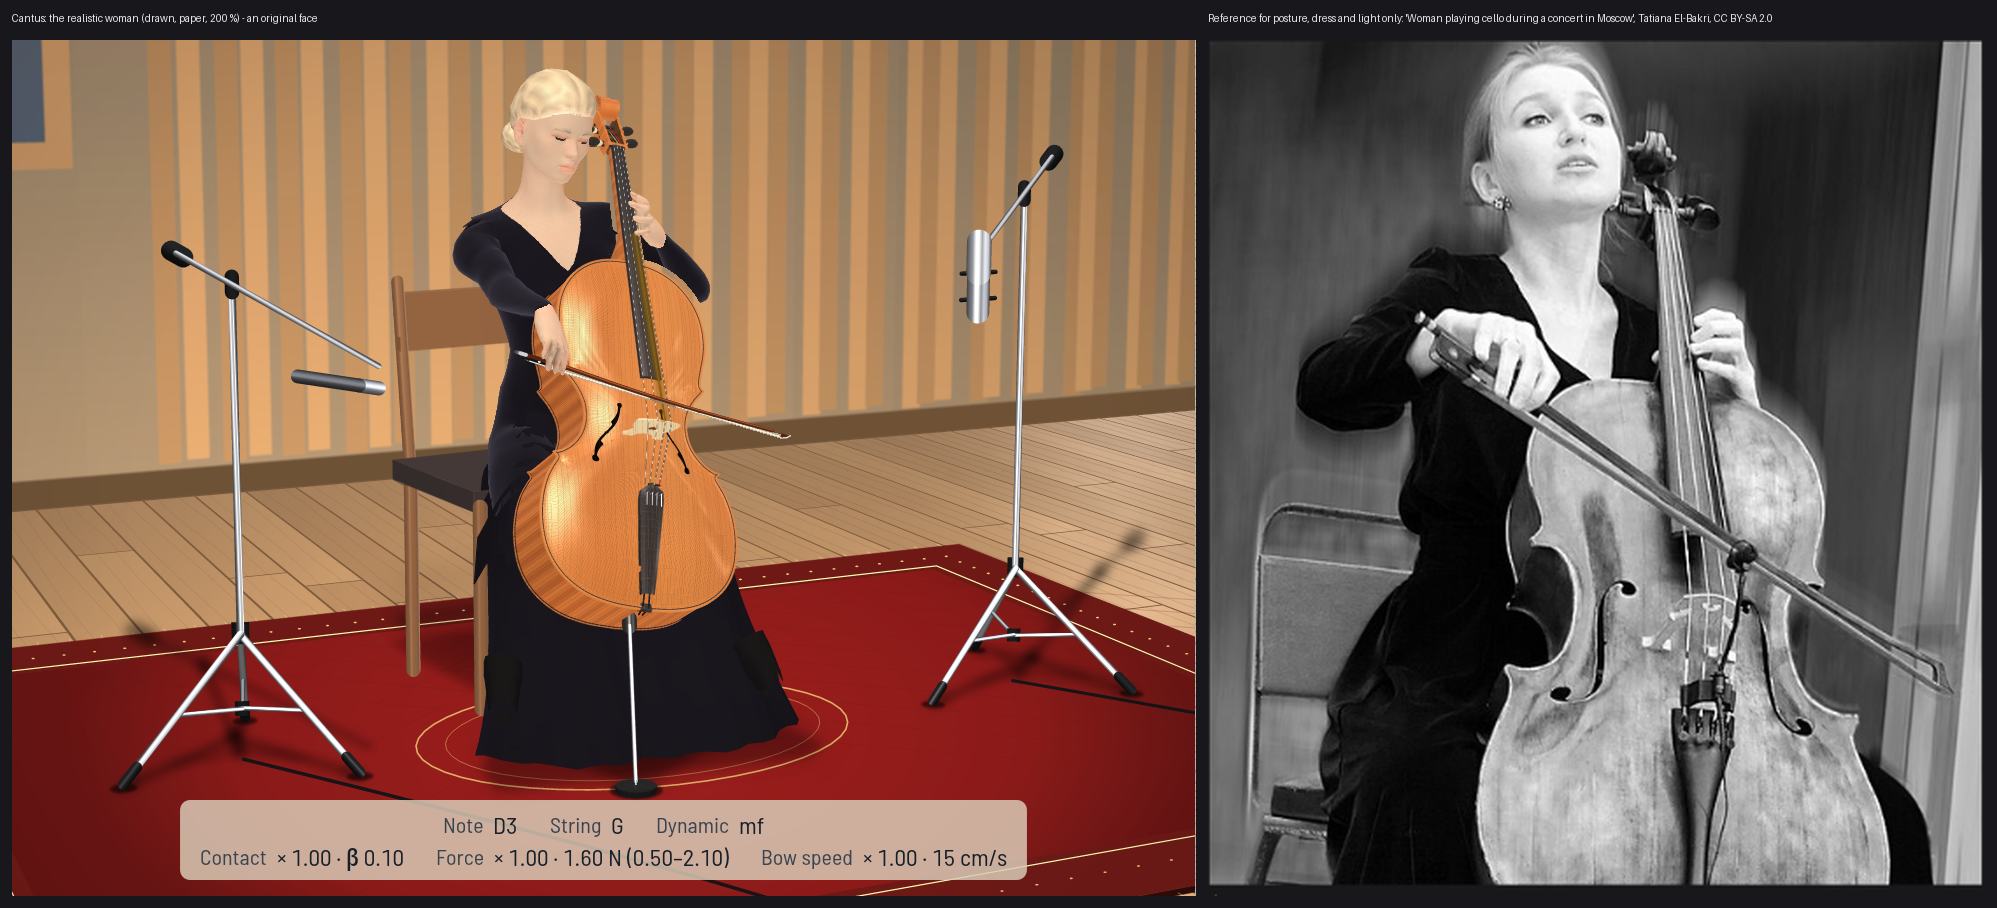 Cantus: the realistic woman (drawn, paper, 200 %) - an original face
Reference for posture, dress and light only: 'Woman playing cello during a concert in Moscow', Tatiana El-Bakri, CC BY-SA 2.0
Note D3 String G Dynamic mf
Contact × 1.00 · β 0.10 Force × 1.00 · 1.60 N (0.50–2.10) Bow speed × 1.00 · 15 cm/s